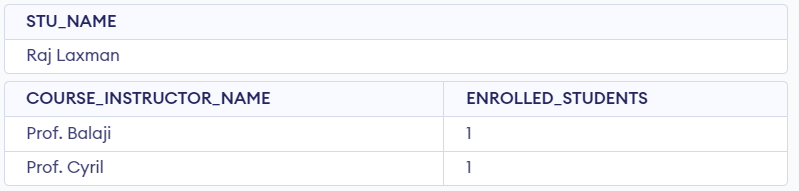 STU_NAME
Raj Laxman
COURSE_INSTRUCTOR_NAME ENROLLED_STUDENTS
Prof. Balaji 1
Prof. Cyril 1